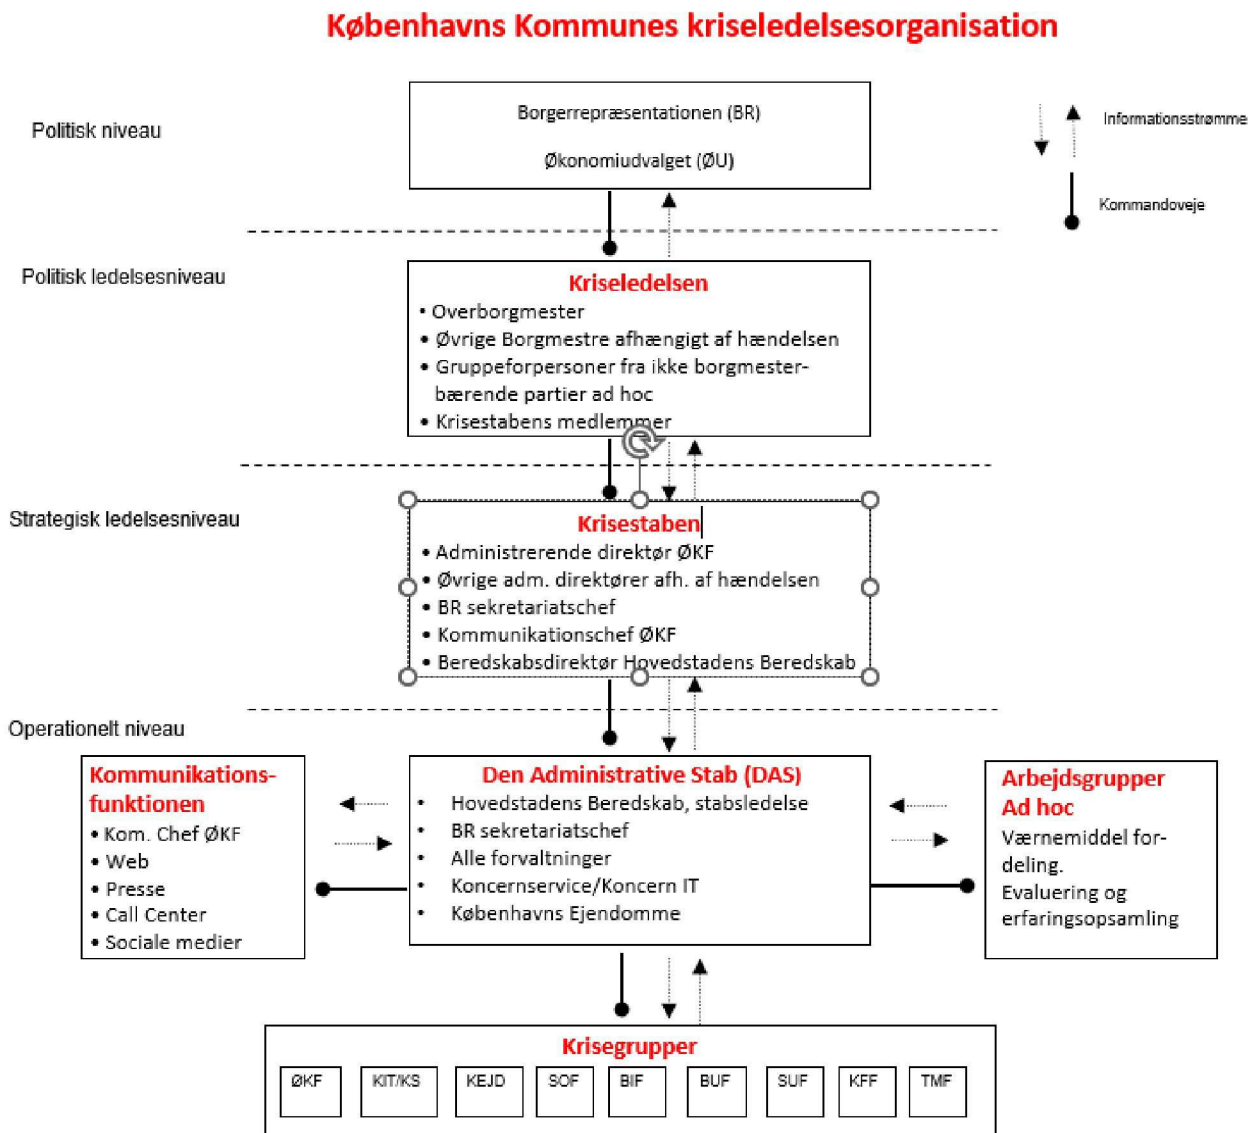 Københavns Kommunes kriseledelsesorganisation
Politisk niveau
Borgerrepræsentationen (BR)
Økonomiudvalget (ØU)
Informationsstrømme
Kommandoveje
Politisk ledelsesniveau
Kriseledelsen
• Overborgmester
• Øvrige Borgmestre afhængigt af hændelsen
• Gruppeforpersoner fra ikke borgmester-
bærende partier ad hoc
• Krisestabens medlemmer
Strategisk ledelsesniveau
Krisestaben
• Administrerende direktør ØKF
• Øvrige adm. direktører afh. af hændelsen
• BR sekretariatschef
• Kommunikationschef ØKF
• Beredskabsdirektør Hovedstadens Beredskab
Operationelt niveau
Kommunikations-
funktionen
• Kom. Chef ØKF
• Web
• Presse
• Call Center
• Sociale medier
Den Administrative Stab (DAS)
• Hovedstadens Beredskab, stabsledelse
• BR sekretariatschef
• Alle forvaltninger
• Koncernservice/Koncern IT
• Københavns Ejendomme
Arbejdsgrupper
Ad hoc
Værnemiddel for-
deling.
Evaluering og
erfaringsopsamling
Krisegrupper
ØKF
KIT/KS
KEJD
SOF
BIF
BUF
SUF
KFF
TMF